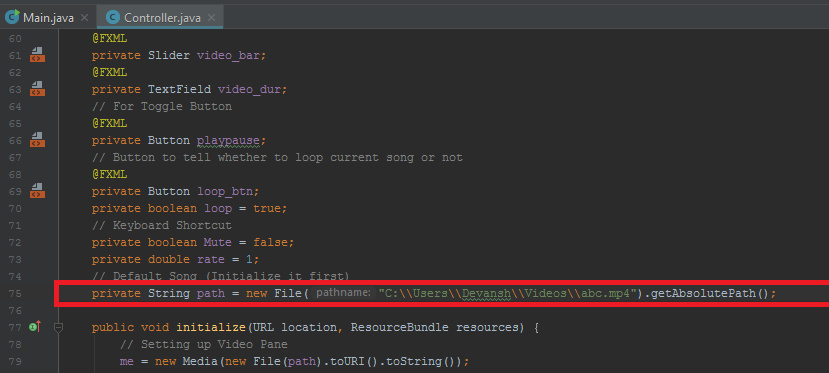 Main.java Controller.java
60 @FXML
61 private Slider video_bar;
62 @FXML
63 private TextField video_dur;
64 // For Toggle Button
65 @FXML
66 private Button playpause;
67 // Button to tell whether to loop current song or not
68 @FXML
69 private Button loop_btn;
70 private boolean loop = true;
71 // Keyboard Shortcut
72 private boolean Mute = false;
73 private double rate = 1;
74 // Default Song (Initialize it first)
75 private String path = new File( pathname: "C:\\Users\\Devansh\\Videos\\abc.mp4").getAbsolutePath();
76
77 public void initialize(URL location, ResourceBundle resources) {
78 // Setting up Video Pane
79 me = new Media(new File(path).toURI().toString());